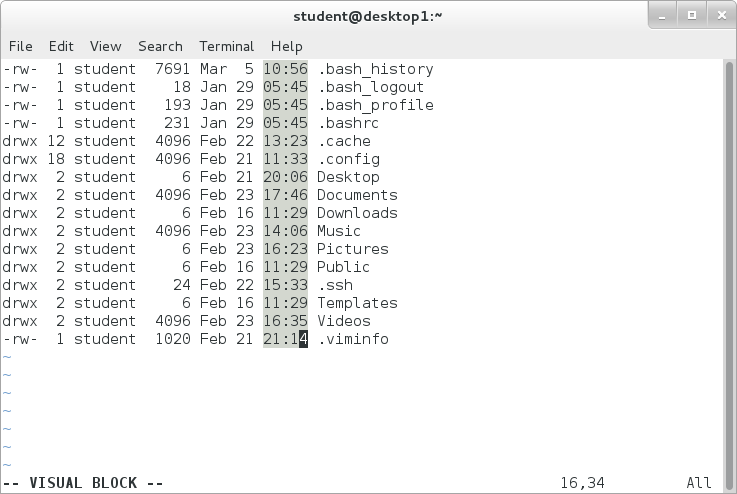 student@desktop1:~
File Edit View Search Terminal Help
-rw-  1 student  7691 Mar  5 10:56 .bash_history
-rw-  1 student    18 Jan 29 05:45 .bash_logout
-rw-  1 student   193 Jan 29 05:45 .bash_profile
-rw-  1 student   231 Jan 29 05:45 .bashrc
drwx 12 student  4096 Feb 22 13:23 .cache
drwx 18 student  4096 Feb 21 11:33 .config
drwx  2 student     6 Feb 21 20:06 Desktop
drwx  2 student  4096 Feb 23 17:46 Documents
drwx  2 student     6 Feb 16 11:29 Downloads
drwx  2 student  4096 Feb 23 14:06 Music
drwx  2 student     6 Feb 23 16:23 Pictures
drwx  2 student     6 Feb 16 11:29 Public
drwx  2 student    24 Feb 22 15:33 .ssh
drwx  2 student     6 Feb 16 11:29 Templates
drwx  2 student  4096 Feb 23 16:35 Videos
-rw-  1 student  1020 Feb 21 21:14 .viminfo
~
~
~
~
~
~
~
-- VISUAL BLOCK -- 16,34 All